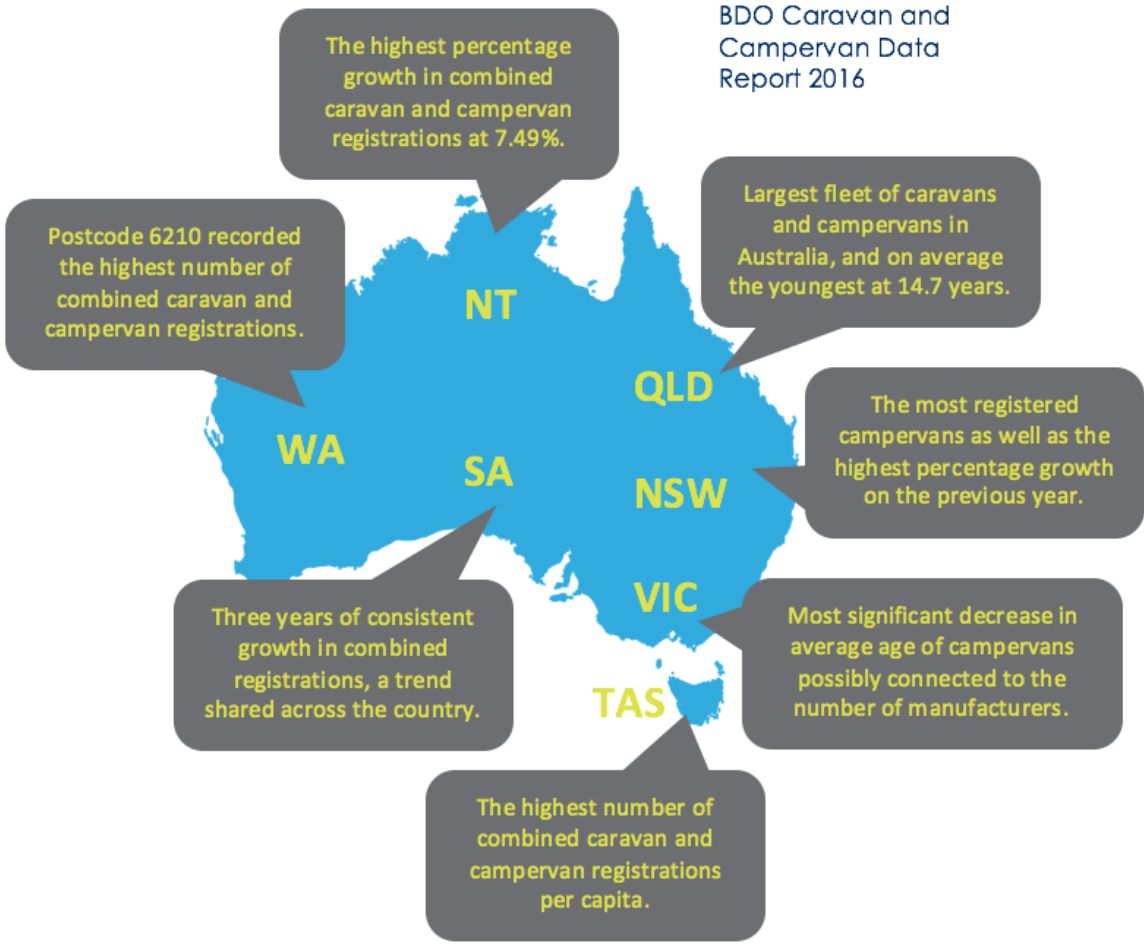 BDO Caravan and
Campervan Data
Report 2016
The highest percentage
growth in combined
caravan and campervan
registrations at 7.49%.
Largest fleet of caravans
and campervans in
Australia, and on average
the youngest at 14.7 years.
Postcode 6210 recorded
the highest number of
combined caravan and
campervan registrations.
NT
QLD
The most registered
campervans as well as the
highest percentage growth
on the previous year.
WA
SA
NSW
VIC
Three years of consistent
growth in combined
registrations, a trend
shared across the country.
Most significant decrease in
average age of campervans
possibly connected to the
number of manufacturers.
TAS
The highest number of
combined caravan and
campervan registrations
per capita.